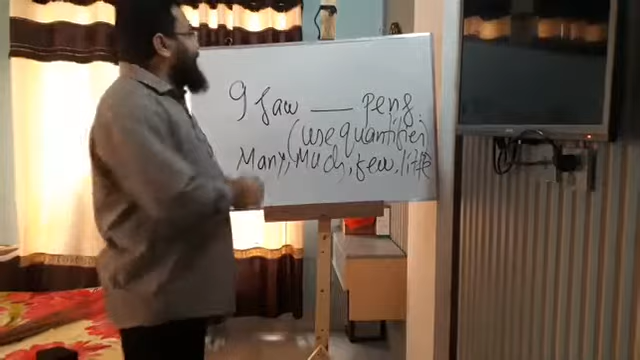 I saw — pens.
(use quantifier,
Many, Much, few, little